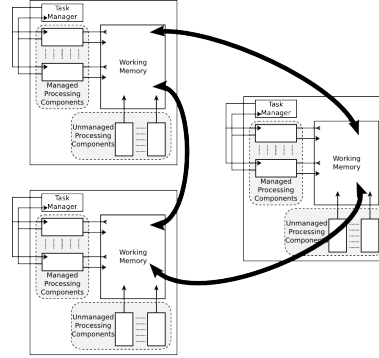 Task
Manager
Working
Memory
Managed
Processing
Components
Unmanaged
Processing
Components
Task
Manager
Working
Memory
Managed
Processing
Components
Unmanaged
Processing
Components
Task
Manager
Working
Memory
Managed
Processing
Components
Unmanaged
Processing
Components